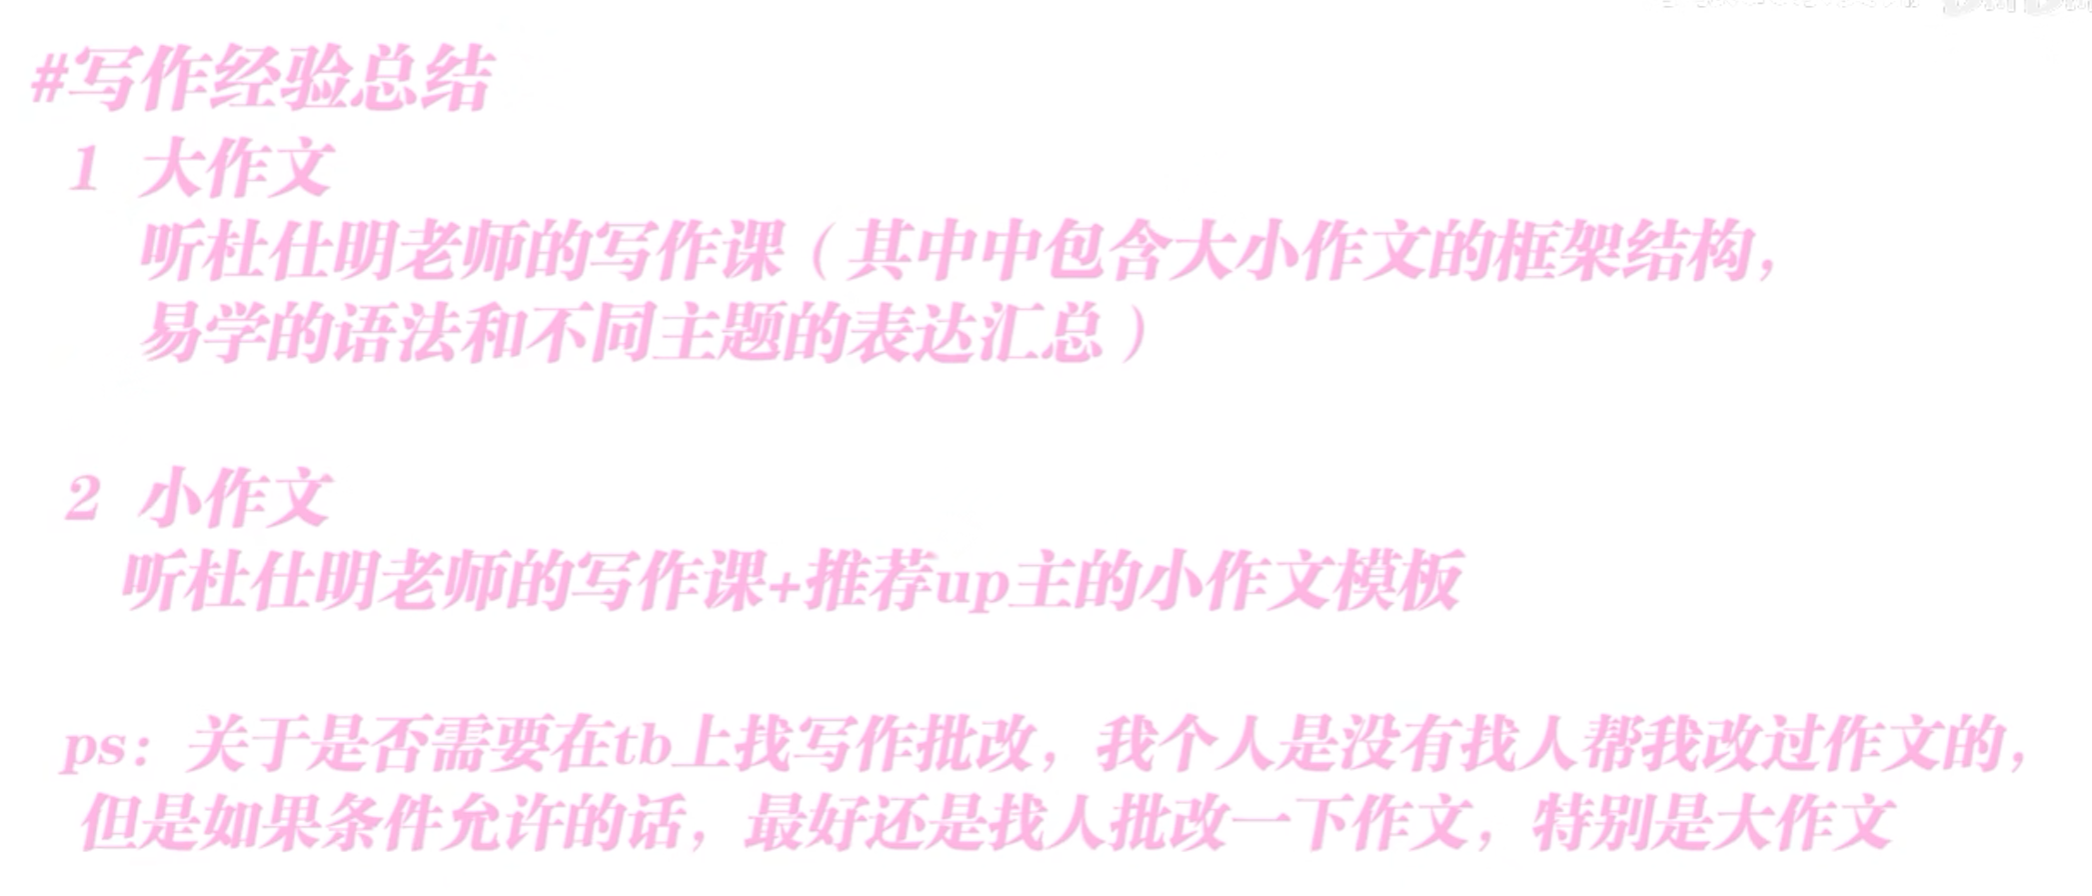 #写作经验总结
1 大作文
听杜仕明老师的写作课（其中中包含大小作文的框架结构，
易学的语法和不同主题的表达汇总）
2 小作文
听杜仕明老师的写作课+推荐up主的小作文模板
ps：关于是否需要在tb上找写作批改，我个人是没有找人帮我改过作文的，
但是如果条件允许的话，最好还是找人批改一下作文，特别是大作文